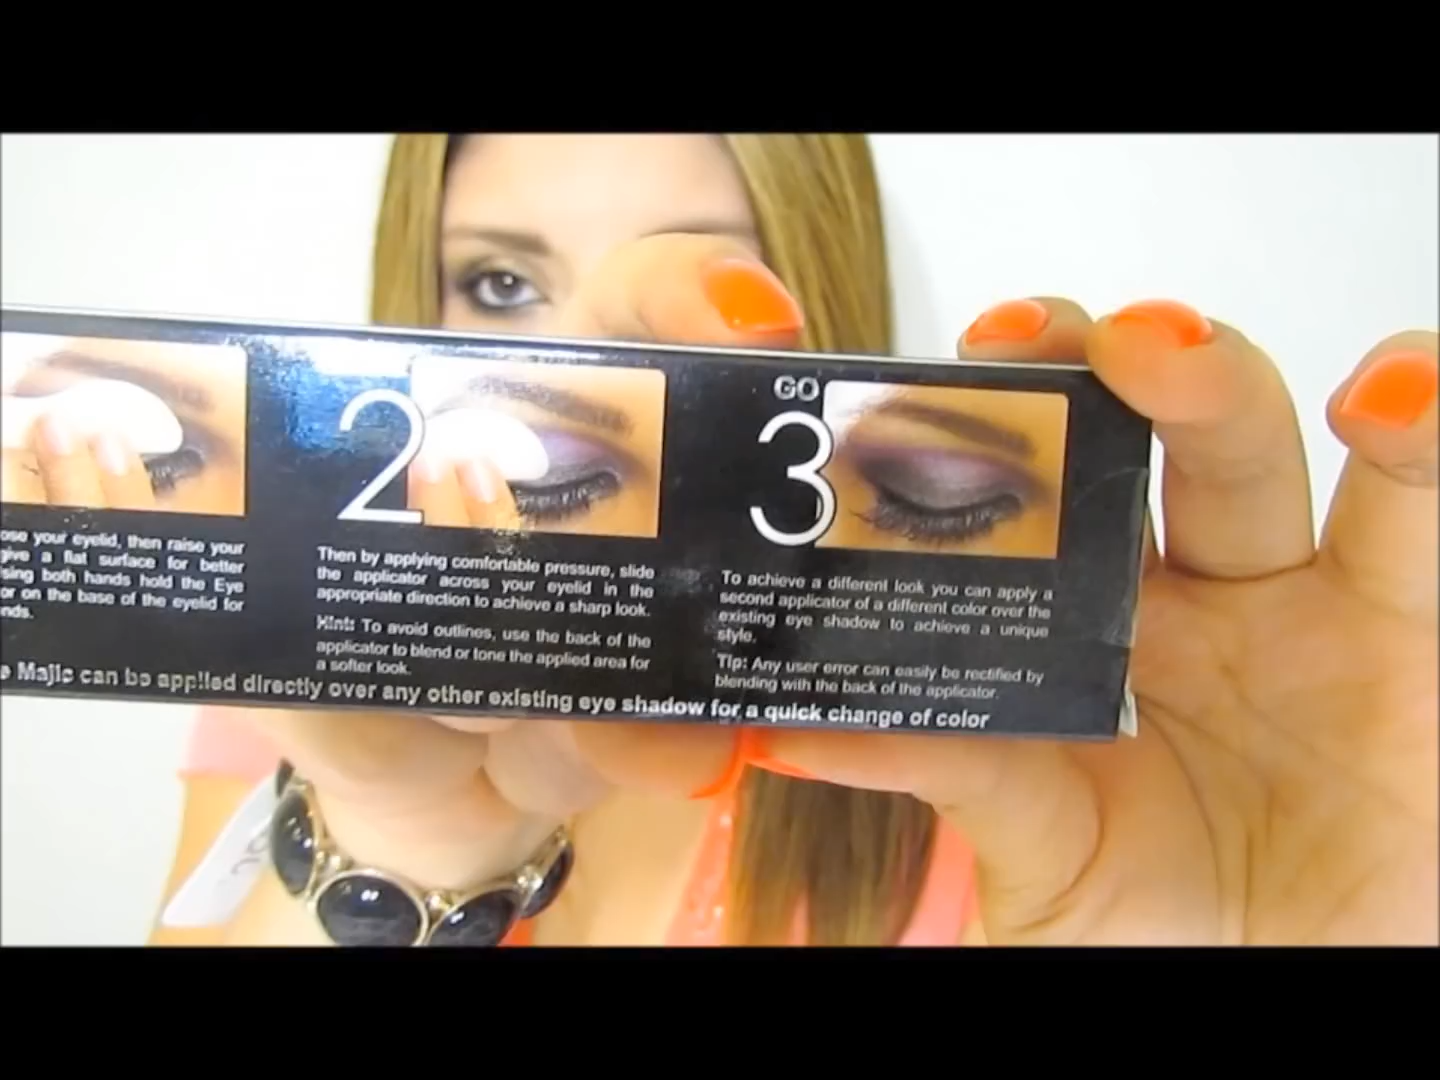 ose your eyelid, then raise your
give a flat surface for better
sing both hands hold the Eye
or on the base of the eyelid for
nds.
2
Then by applying comfortable pressure, slide
the applicator across your eyelid in the
appropriate direction to achieve a sharp look.
Hint: To avoid outlines, use the back of the
applicator to blend or tone the applied area for
a softer look.
GO
3
To achieve a different look you can apply a
second applicator of a different color over the
existing eye shadow to achieve a unique
style.
Tip: Any user error can easily be rectified by
blending with the back of the applicator.
e Majic can be applied directly over any other existing eye shadow for a quick change of color